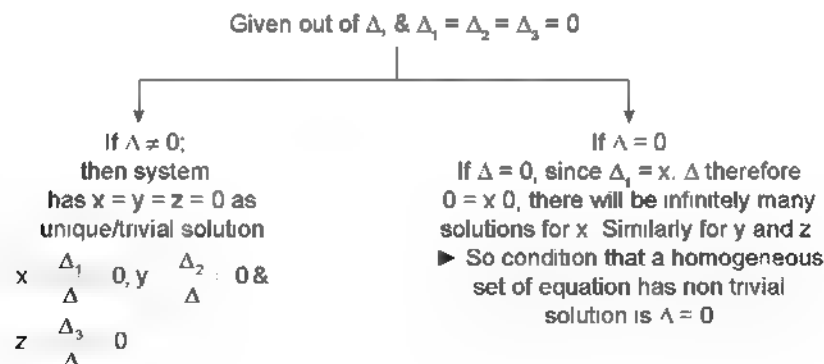 Given out of Δ, & Δ₁ = Δ₂ = Δ₃ = 0
If Λ ≠ 0;
then system
has x = y = z = 0 as
unique/trivial solution
x Δ₁/Δ 0, y Δ₂/Δ : 0 &
z Δ₃/Δ 0
If Λ = 0
If Δ = 0, since Δ₁ = x. Δ therefore
0 = x 0, there will be infinitely many
solutions for x Similarly for y and z
► So condition that a homogeneous
set of equation has non trivial
solution is Λ = 0